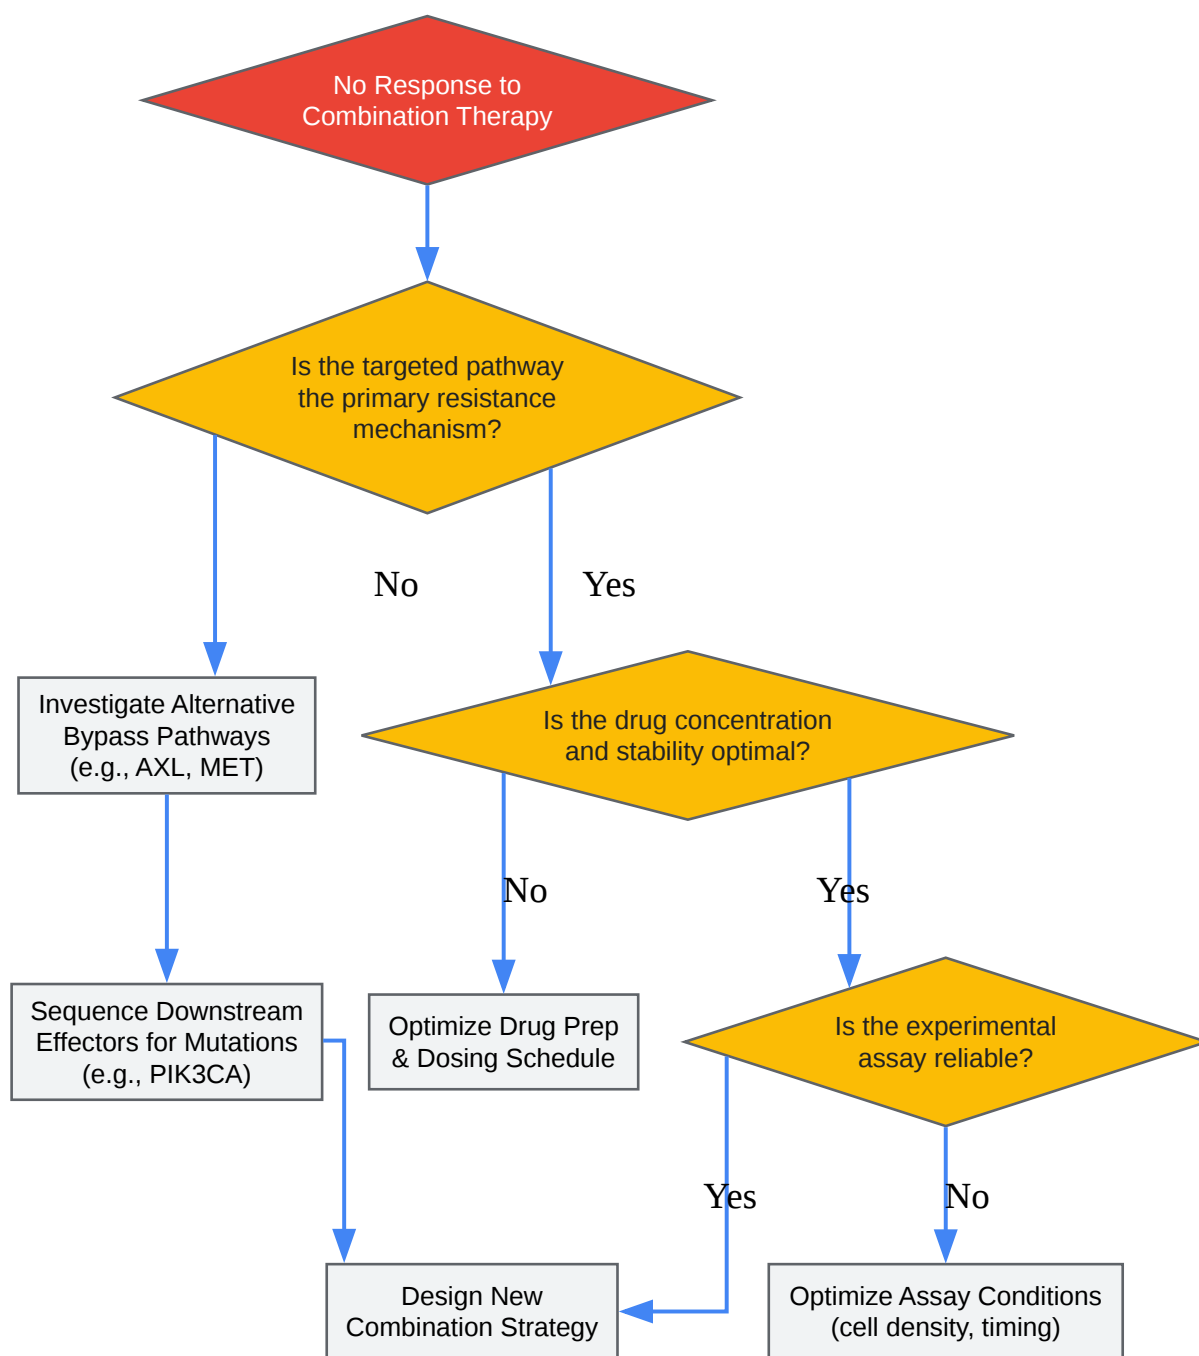 No Response to
Combination Therapy
Is the targeted pathway
the primary resistance
mechanism?
No
Yes
Investigate Alternative
Bypass Pathways
(e.g., AXL, MET)
Is the drug concentration
and stability optimal?
No
Yes
Sequence Downstream
Effectors for Mutations
(e.g., PIK3CA)
Optimize Drug Prep
& Dosing Schedule
Is the experimental
assay reliable?
Yes
No
Design New
Combination Strategy
Optimize Assay Conditions
(cell density, timing)